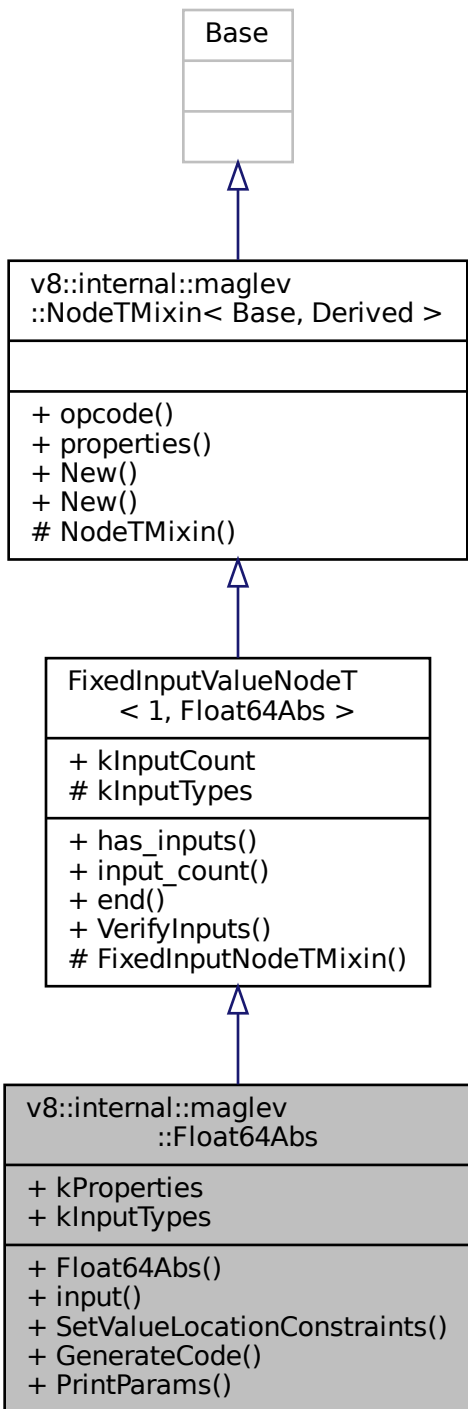 Base
v8::internal::maglev
::NodeTMixin< Base, Derived >
+ opcode()
+ properties()
+ New()
+ New()
# NodeTMixin()
FixedInputValueNodeT
< 1, Float64Abs >
+ kInputCount
# kInputTypes
+ has_inputs()
+ input_count()
+ end()
+ VerifyInputs()
# FixedInputNodeTMixin()
v8::internal::maglev
::Float64Abs
+ kProperties
+ kInputTypes
+ Float64Abs()
+ input()
+ SetValueLocationConstraints()
+ GenerateCode()
+ PrintParams()